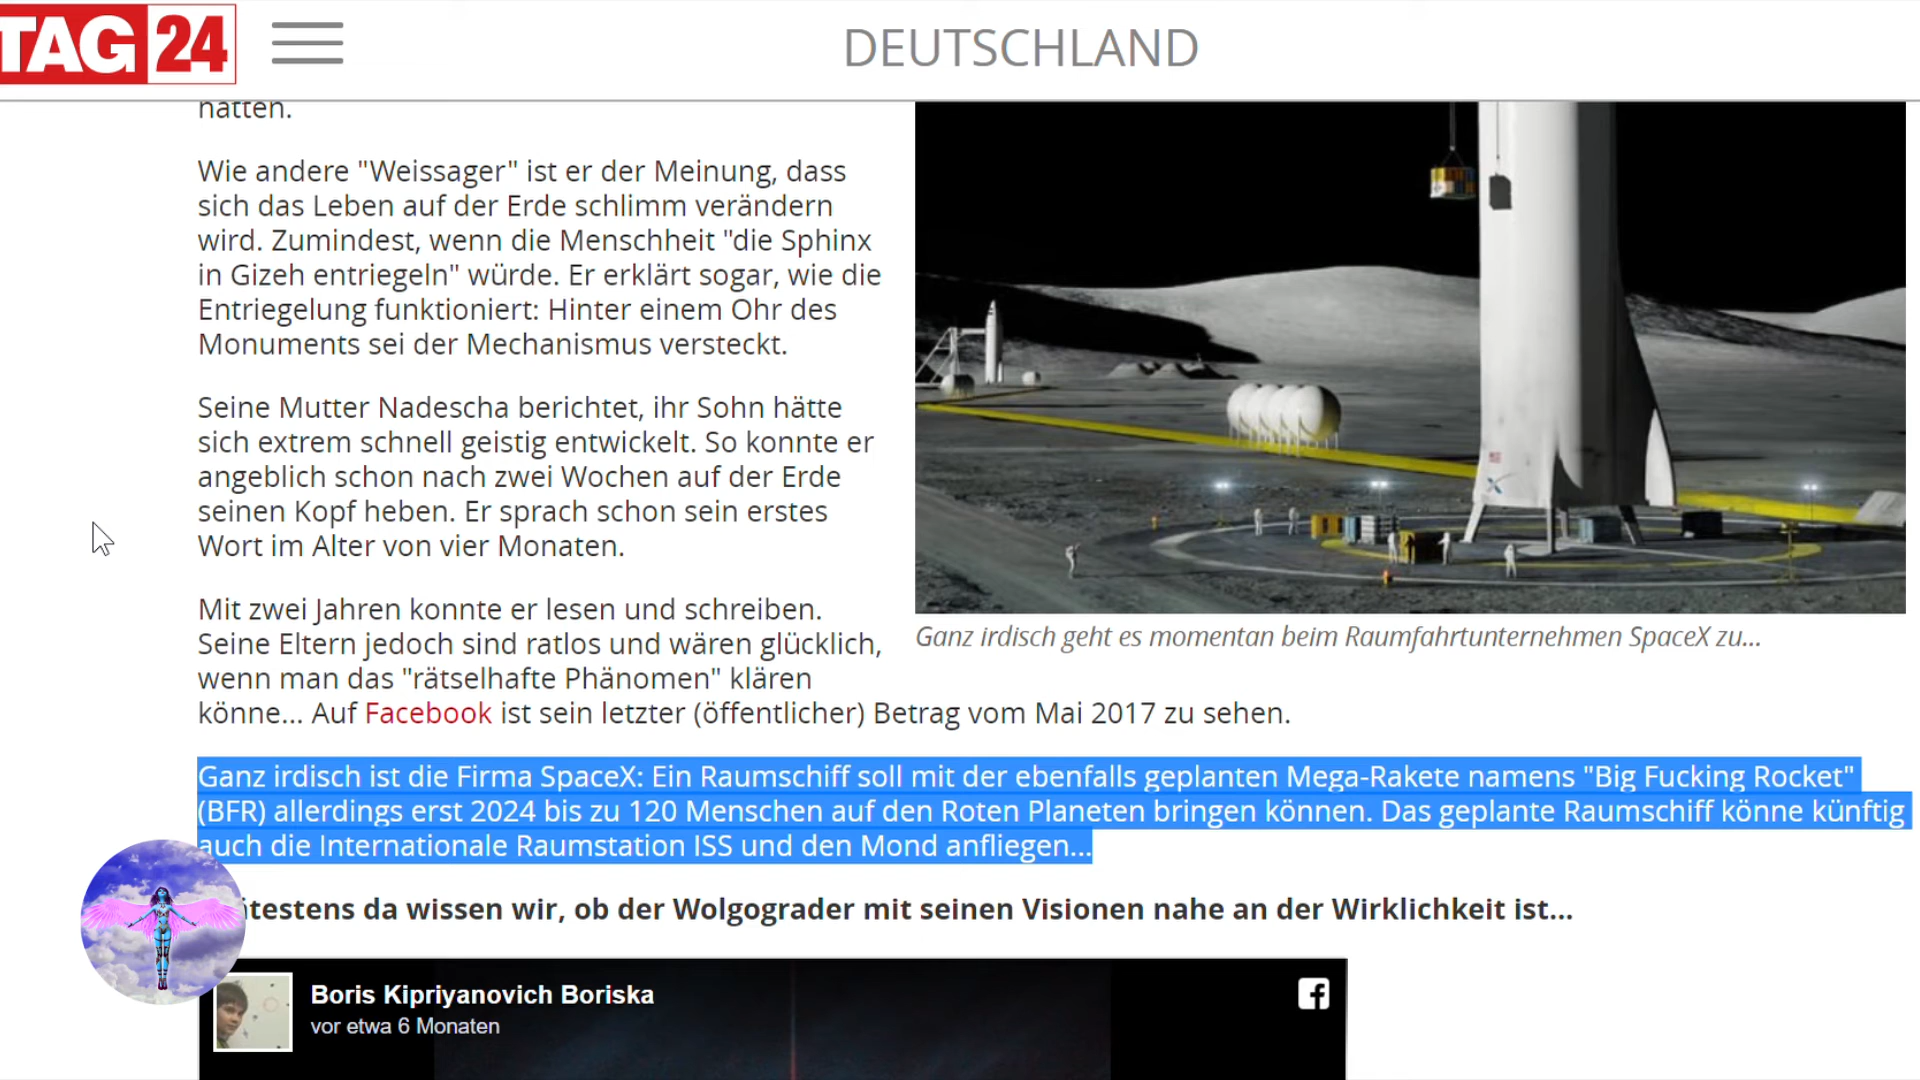 TAG24
DEUTSCHLAND
hatten.
Wie andere "Weissager" ist er der Meinung, dass
sich das Leben auf der Erde schlimm verändern
wird. Zumindest, wenn die Menschheit "die Sphinx
in Gizeh entriegeln" würde. Er erklärt sogar, wie die
Entriegelung funktioniert: Hinter einem Ohr des
Monuments sei der Mechanismus versteckt.
Seine Mutter Nadescha berichtet, ihr Sohn hätte
sich extrem schnell geistig entwickelt. So konnte er
angeblich schon nach zwei Wochen auf der Erde
seinen Kopf heben. Er sprach schon sein erstes
Wort im Alter von vier Monaten.
Mit zwei Jahren konnte er lesen und schreiben.
Seine Eltern jedoch sind ratlos und wären glücklich,
wenn man das "rätselhafte Phänomen" klären
könne... Auf Facebook ist sein letzter (öffentlicher) Betrag vom Mai 2017 zu sehen.
Ganz irdisch geht es momentan beim Raumfahrtunternehmen SpaceX zu...
Ganz irdisch ist die Firma SpaceX: Ein Raumschiff soll mit der ebenfalls geplanten Mega-Rakete namens "Big Fucking Rocket"
(BFR) allerdings erst 2024 bis zu 120 Menschen auf den Roten Planeten bringen können. Das geplante Raumschiff könne künftig
auch die Internationale Raumstation ISS und den Mond anfliegen...
itestens da wissen wir, ob der Wolgograder mit seinen Visionen nahe an der Wirklichkeit ist...
Boris Kipriyanovich Boriska
vor etwa 6 Monaten